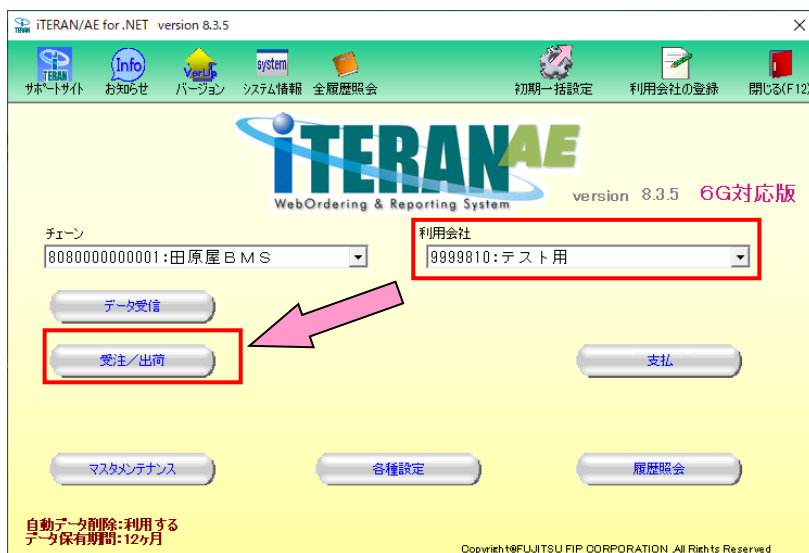 iTERAN/AE for .NET version 8.3.5
TERAN
Info
VerUp
system
サポートサイト お知らせ バージョン システム情報 全履歴照会 初期一括設定 利用会社の登録 閉じる(F12)
iTERAN AE
WebOrdering & Reporting System
version 8.3.5 6G対応版
チェーン 利用会社
8080000000001:田原屋BMS 9999810:テスト用
データ受信
受注/出荷 支払
マスタメンテナンス 各種設定 履歴照会
自動データ削除:利用する
データ保有期間:12ヶ月
Copyright@FUJITSU FIP CORPORATION All Rights Reserved